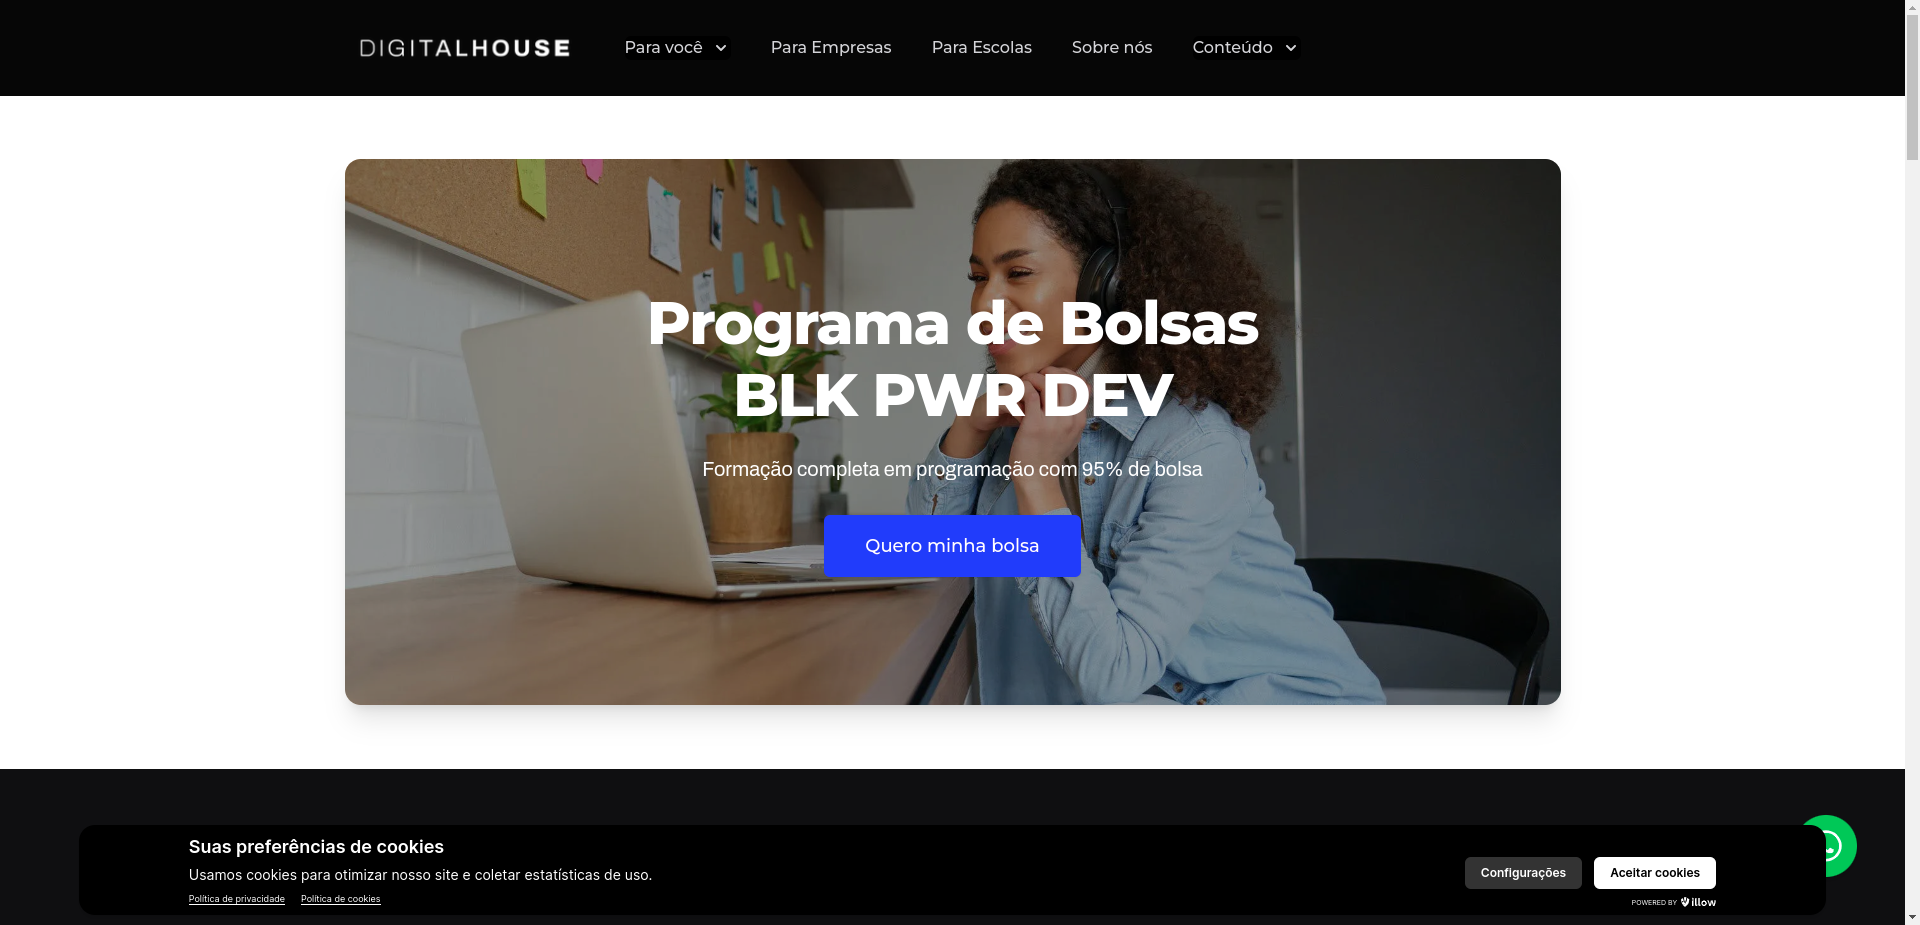 DIGITALHOUSE
Para você
Para Empresas
Para Escolas
Sobre nós
Conteúdo
Programa de Bolsas
BLK PWR DEV
Formação completa em programação com 95% de bolsa
Quero minha bolsa
Suas preferências de cookies
Usamos cookies para otimizar nosso site e coletar estatísticas de uso.
Política de privacidade
Política de cookies
Configurações
Aceitar cookies
POWERED BY illow